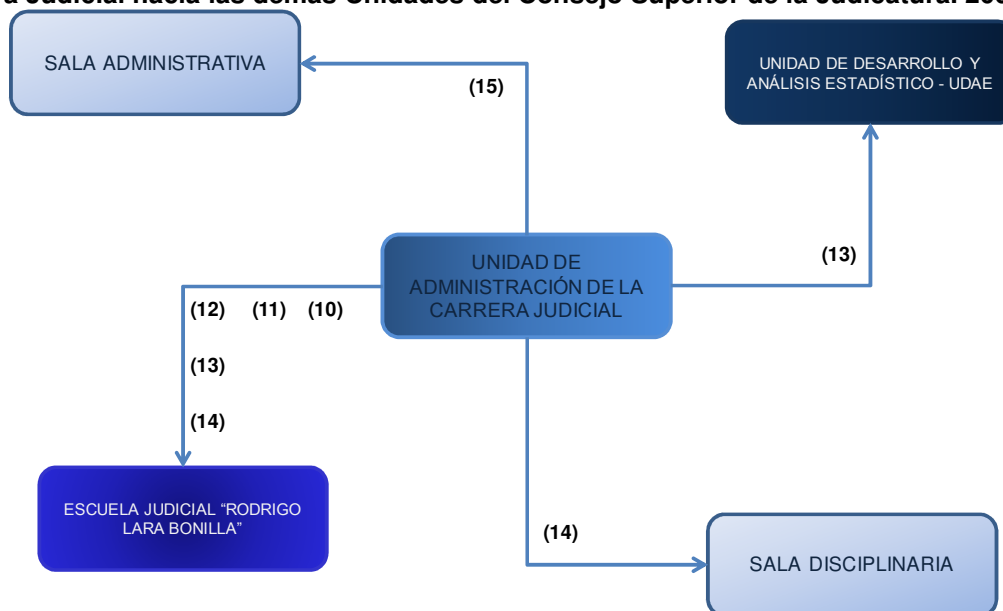 a Judicial hacia las demás Unidades del Consejo Superior de la Judicatura.
SALA ADMINISTRATIVA
(15)
UNIDAD DE DESARROLLO Y
ANÁLISIS ESTADÍSTICO - UDAE
(13)
UNIDAD DE
ADMINISTRACIÓN DE LA
CARRERA JUDICIAL
(12) (11) (10)
(13)
(14)
ESCUELA JUDICIAL “RODRIGO
LARA BONILLA”
(14)
SALA DISCIPLINARIA